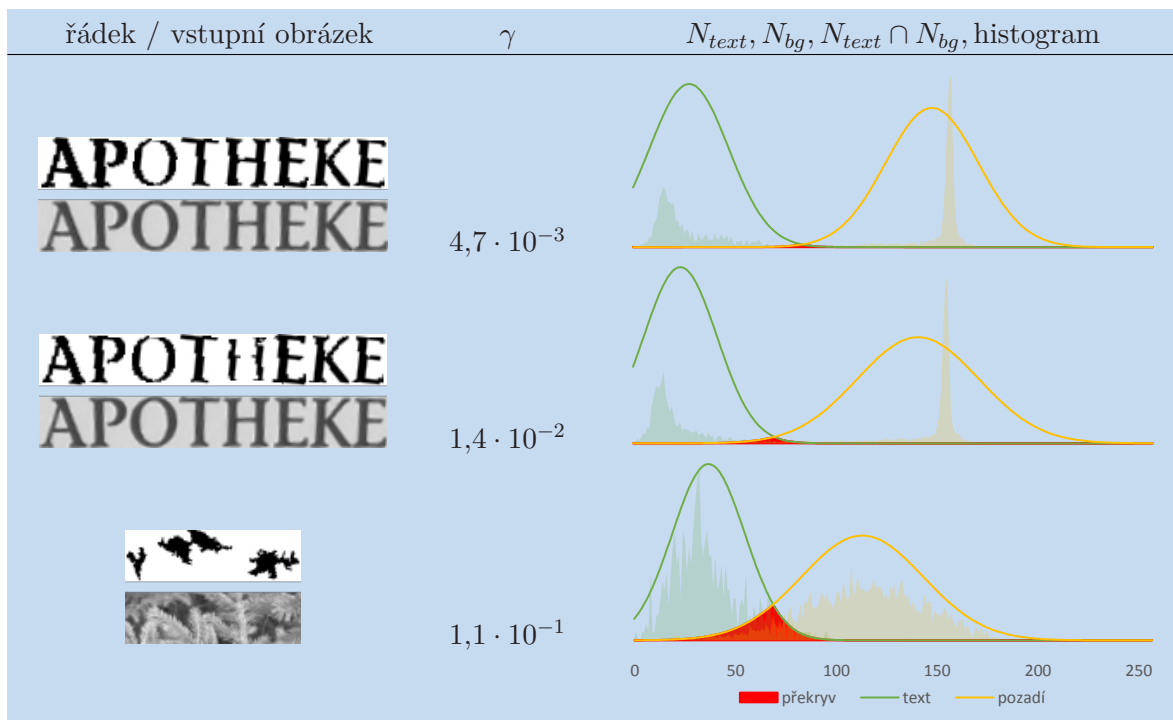 řádek / vstupní obrázek γ N_text, N_bg, N_text ∩ N_bg, histogram
APOTHEKE
APOTHEKE
4,7 · 10⁻³
APOTHEKE
APOTHEKE
1,4 · 10⁻²
1,1 · 10⁻¹
0 50 100 150 200 250
překryv text pozadí